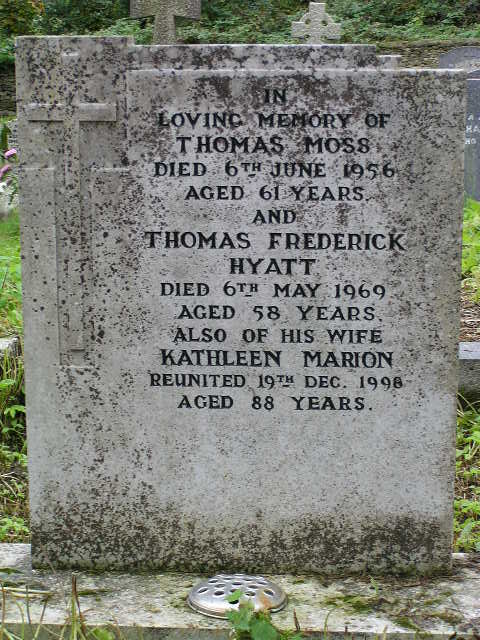 IN
LOVING MEMORY OF
THOMAS MOSS
DIED 6TH JUNE 1956
AGED 61 YEARS.
AND
THOMAS FREDERICK
HYATT
DIED 6TH MAY 1969
AGED 58 YEARS.
ALSO OF HIS WIFE
KATHLEEN MARION
REUNITED 19TH DEC. 1998
AGED 88 YEARS.